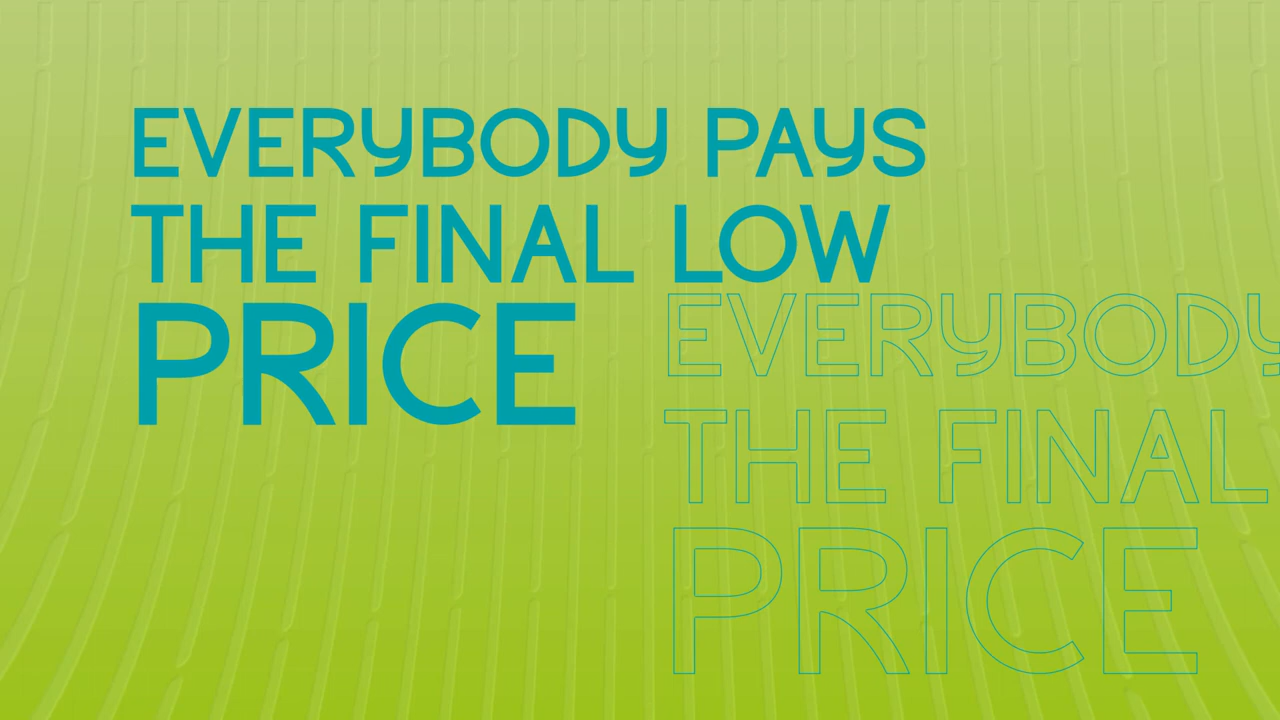 EVERYBODY PAYS
THE FINAL LOW
PRICE
EVERYBODY
THE FINAL
PRICE